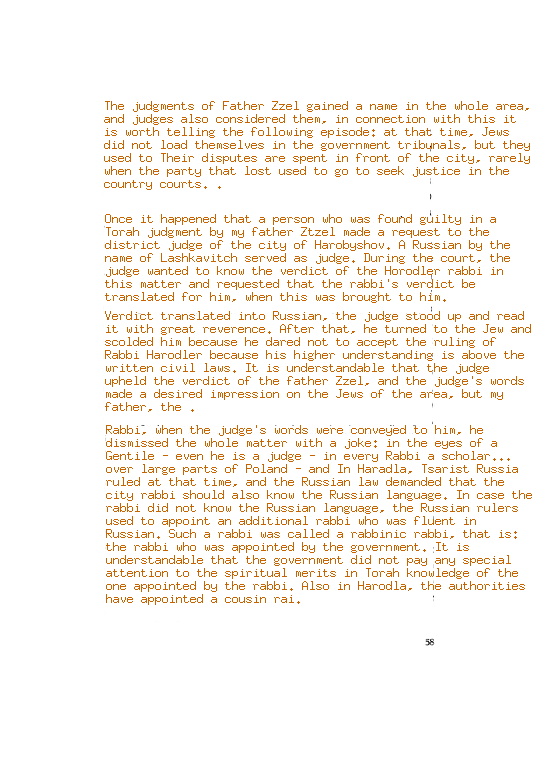 The judgments of Father Zzel gained a name in the whole area,
and judges also considered them, in connection with this it
is worth telling the following episode: at that time, Jews
did not load themselves in the government tribunals, but they
used to Their disputes are spent in front of the city, rarely
when the party that lost used to go to seek justice in the
country courts. .
Once it happened that a person who was found guilty in a
Torah judgment by my father Ztzel made a request to the
district judge of the city of Harobyshov. A Russian by the
name of Lashkavitch served as judge. During the court, the
judge wanted to know the verdict of the Horodler rabbi in
this matter and requested that the rabbi's verdict be
translated for him, when this was brought to him.
Verdict translated into Russian, the judge stood up and read
it with great reverence. After that, he turned to the Jew and
scolded him because he dared not to accept the ruling of
Rabbi Harodler because his higher understanding is above the
written civil laws. It is understandable that the judge
upheld the verdict of the father Zzel, and the judge's words
made a desired impression on the Jews of the area, but my
father, the .
Rabbi, when the judge's words were conveyed to him, he
dismissed the whole matter with a joke: in the eyes of a
Gentile - even he is a judge - in every Rabbi a scholar...
over large parts of Poland - and In Haradla, Tsarist Russia
ruled at that time, and the Russian law demanded that the
city rabbi should also know the Russian language. In case the
rabbi did not know the Russian language, the Russian rulers
used to appoint an additional rabbi who was fluent in
Russian. Such a rabbi was called a rabbinic rabbi, that is:
the rabbi who was appointed by the government. It is
understandable that the government did not pay any special
attention to the spiritual merits in Torah knowledge of the
one appointed by the rabbi. Also in Harodla, the authorities
have appointed a cousin rai.
58